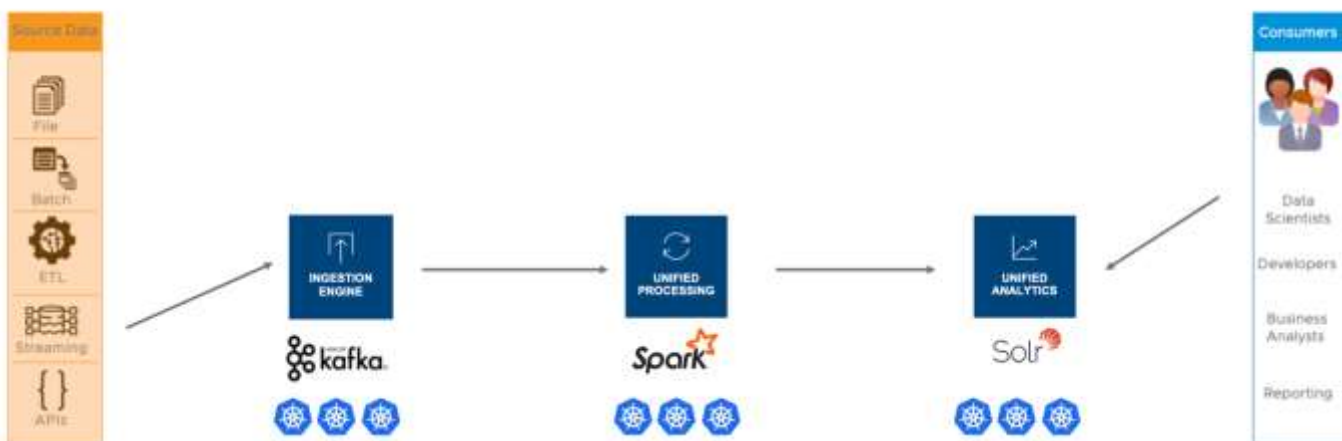 Source Data
File
Batch
ETL
Streaming
{ }
APIs
INGESTION
ENGINE
kafka
UNIFIED
PROCESSING
Spark
UNIFIED
ANALYTICS
Solr
Consumers
Data
Scientists
Developers
Business
Analysts
Reporting